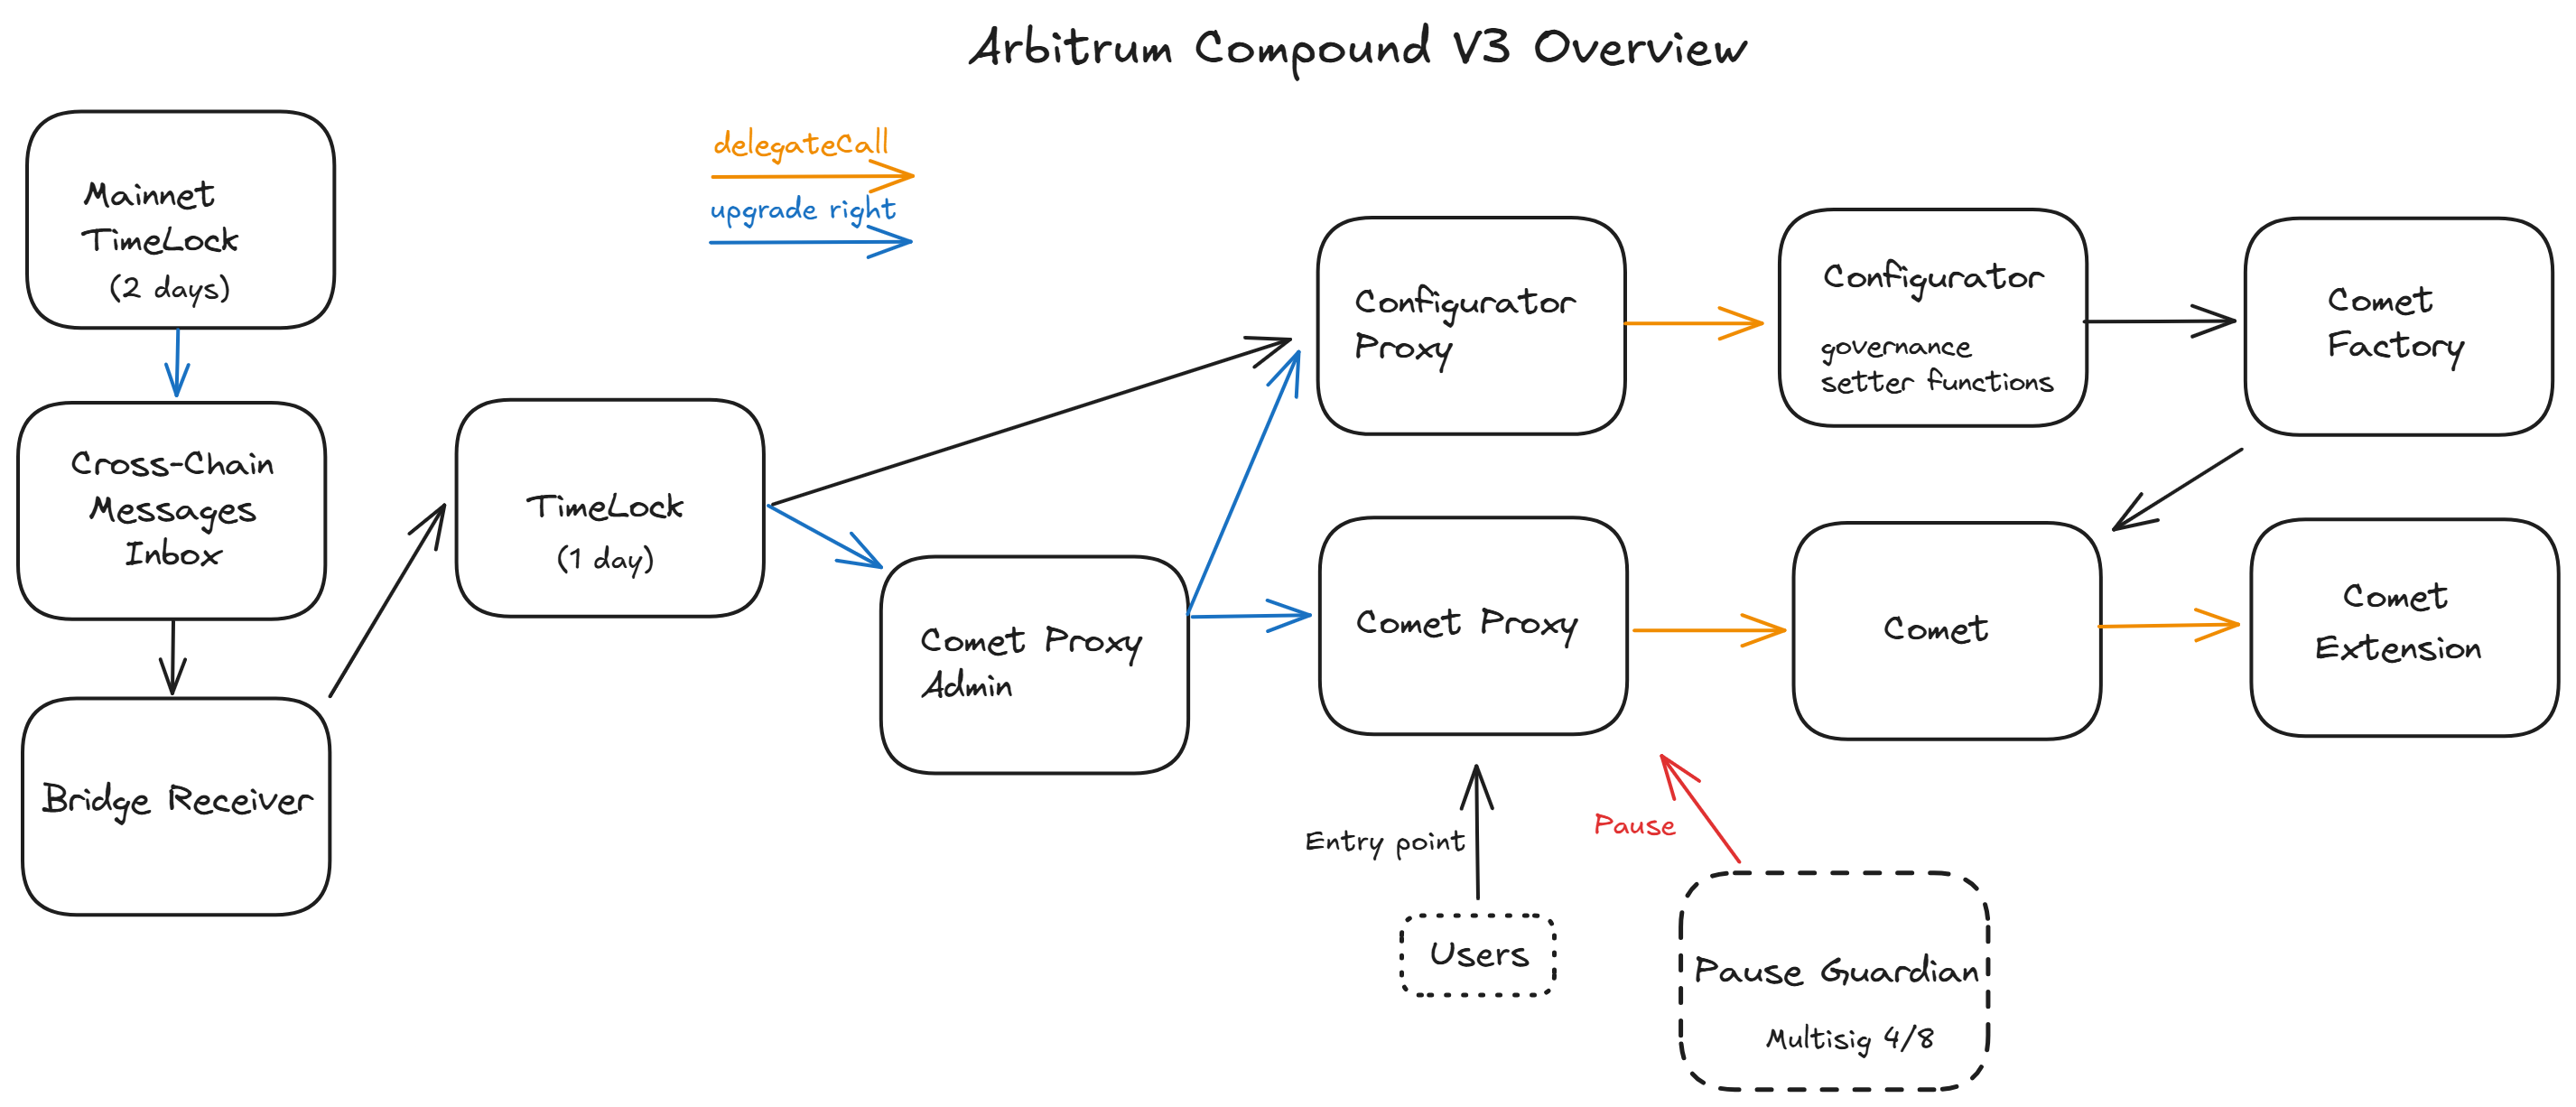 Arbitrum Compound V3 Overview
delegateCall
upgrade right
Mainnet
TimeLock
(2 days)
Cross-Chain
Messages
Inbox
Bridge Receiver
TimeLock
(1 day)
Comet Proxy
Admin
Configurator
Proxy
Configurator
governance
setter functions
Comet
Factory
Comet Proxy
Comet
Comet
Extension
Entry point
Users
Pause
Pause Guardian
Multisig 4/8